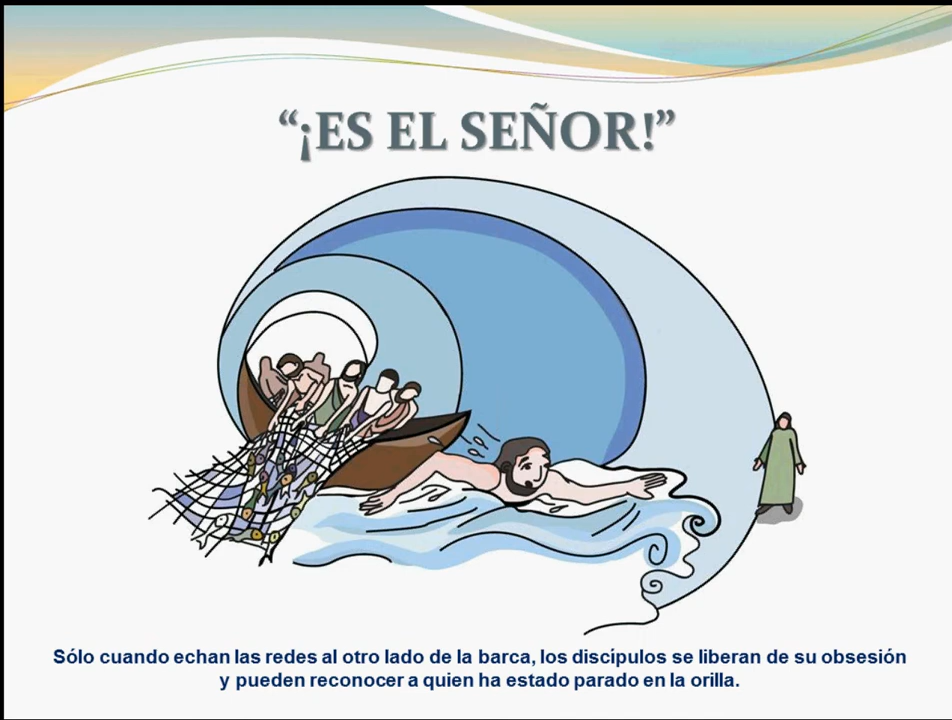 “¡ES EL SEÑOR!”
Sólo cuando echan las redes al otro lado de la barca, los discípulos se liberan de su obsesión
y pueden reconocer a quien ha estado parado en la orilla.